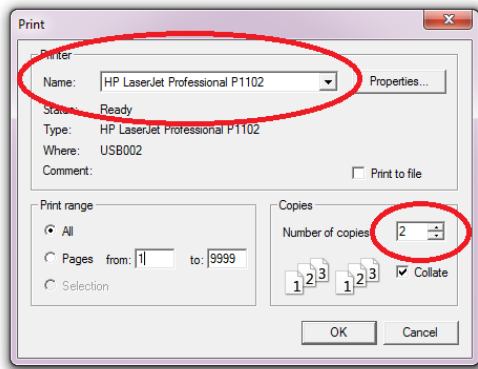 Print
Printer
Name: HP LaserJet Professional P1102 Properties...
Status: Ready
Type: HP LaserJet Professional P1102
Where: USB002
Comment: Print to file
Print range
All
Pages from: 1 to: 9999
Selection
Copies
Number of copies: 2
1 2 3 1 2 3 Collate
OK Cancel